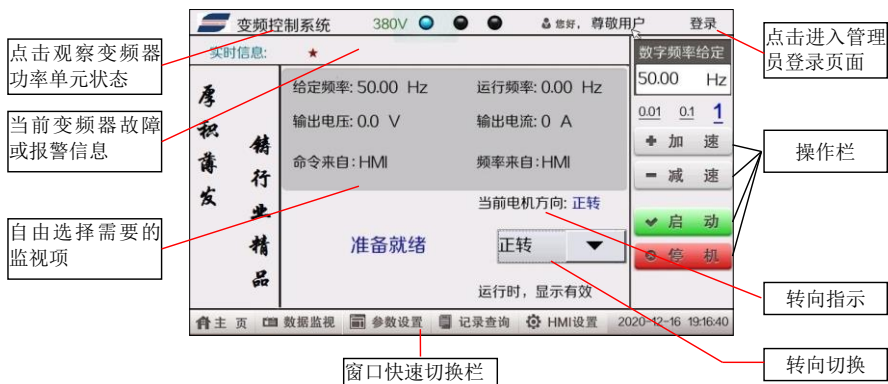 变频控制系统 380V 您好，尊敬用户 登录
实时信息: ★
数字频率给定
50.00 Hz
0.01 0.1 1
加 速
减 速
启 动
停 机
厚积薄发
铸行业精品
给定频率: 50.00 Hz 运行频率: 0.00 Hz
输出电压: 0.0 V 输出电流: 0 A
命令来自: HMI 频率来自: HMI
当前电机方向: 正转
准备就绪 正转
运行时，显示有效
主 页 数据监视 参数设置 记录查询 HMI设置 2020-12-16 19:16:40
点击观察变频器
功率单元状态
当前变频器故障
或报警信息
自由选择需要的
监视项
窗口快速切换栏
点击进入管理
员登录页面
操作栏
转向指示
转向切换